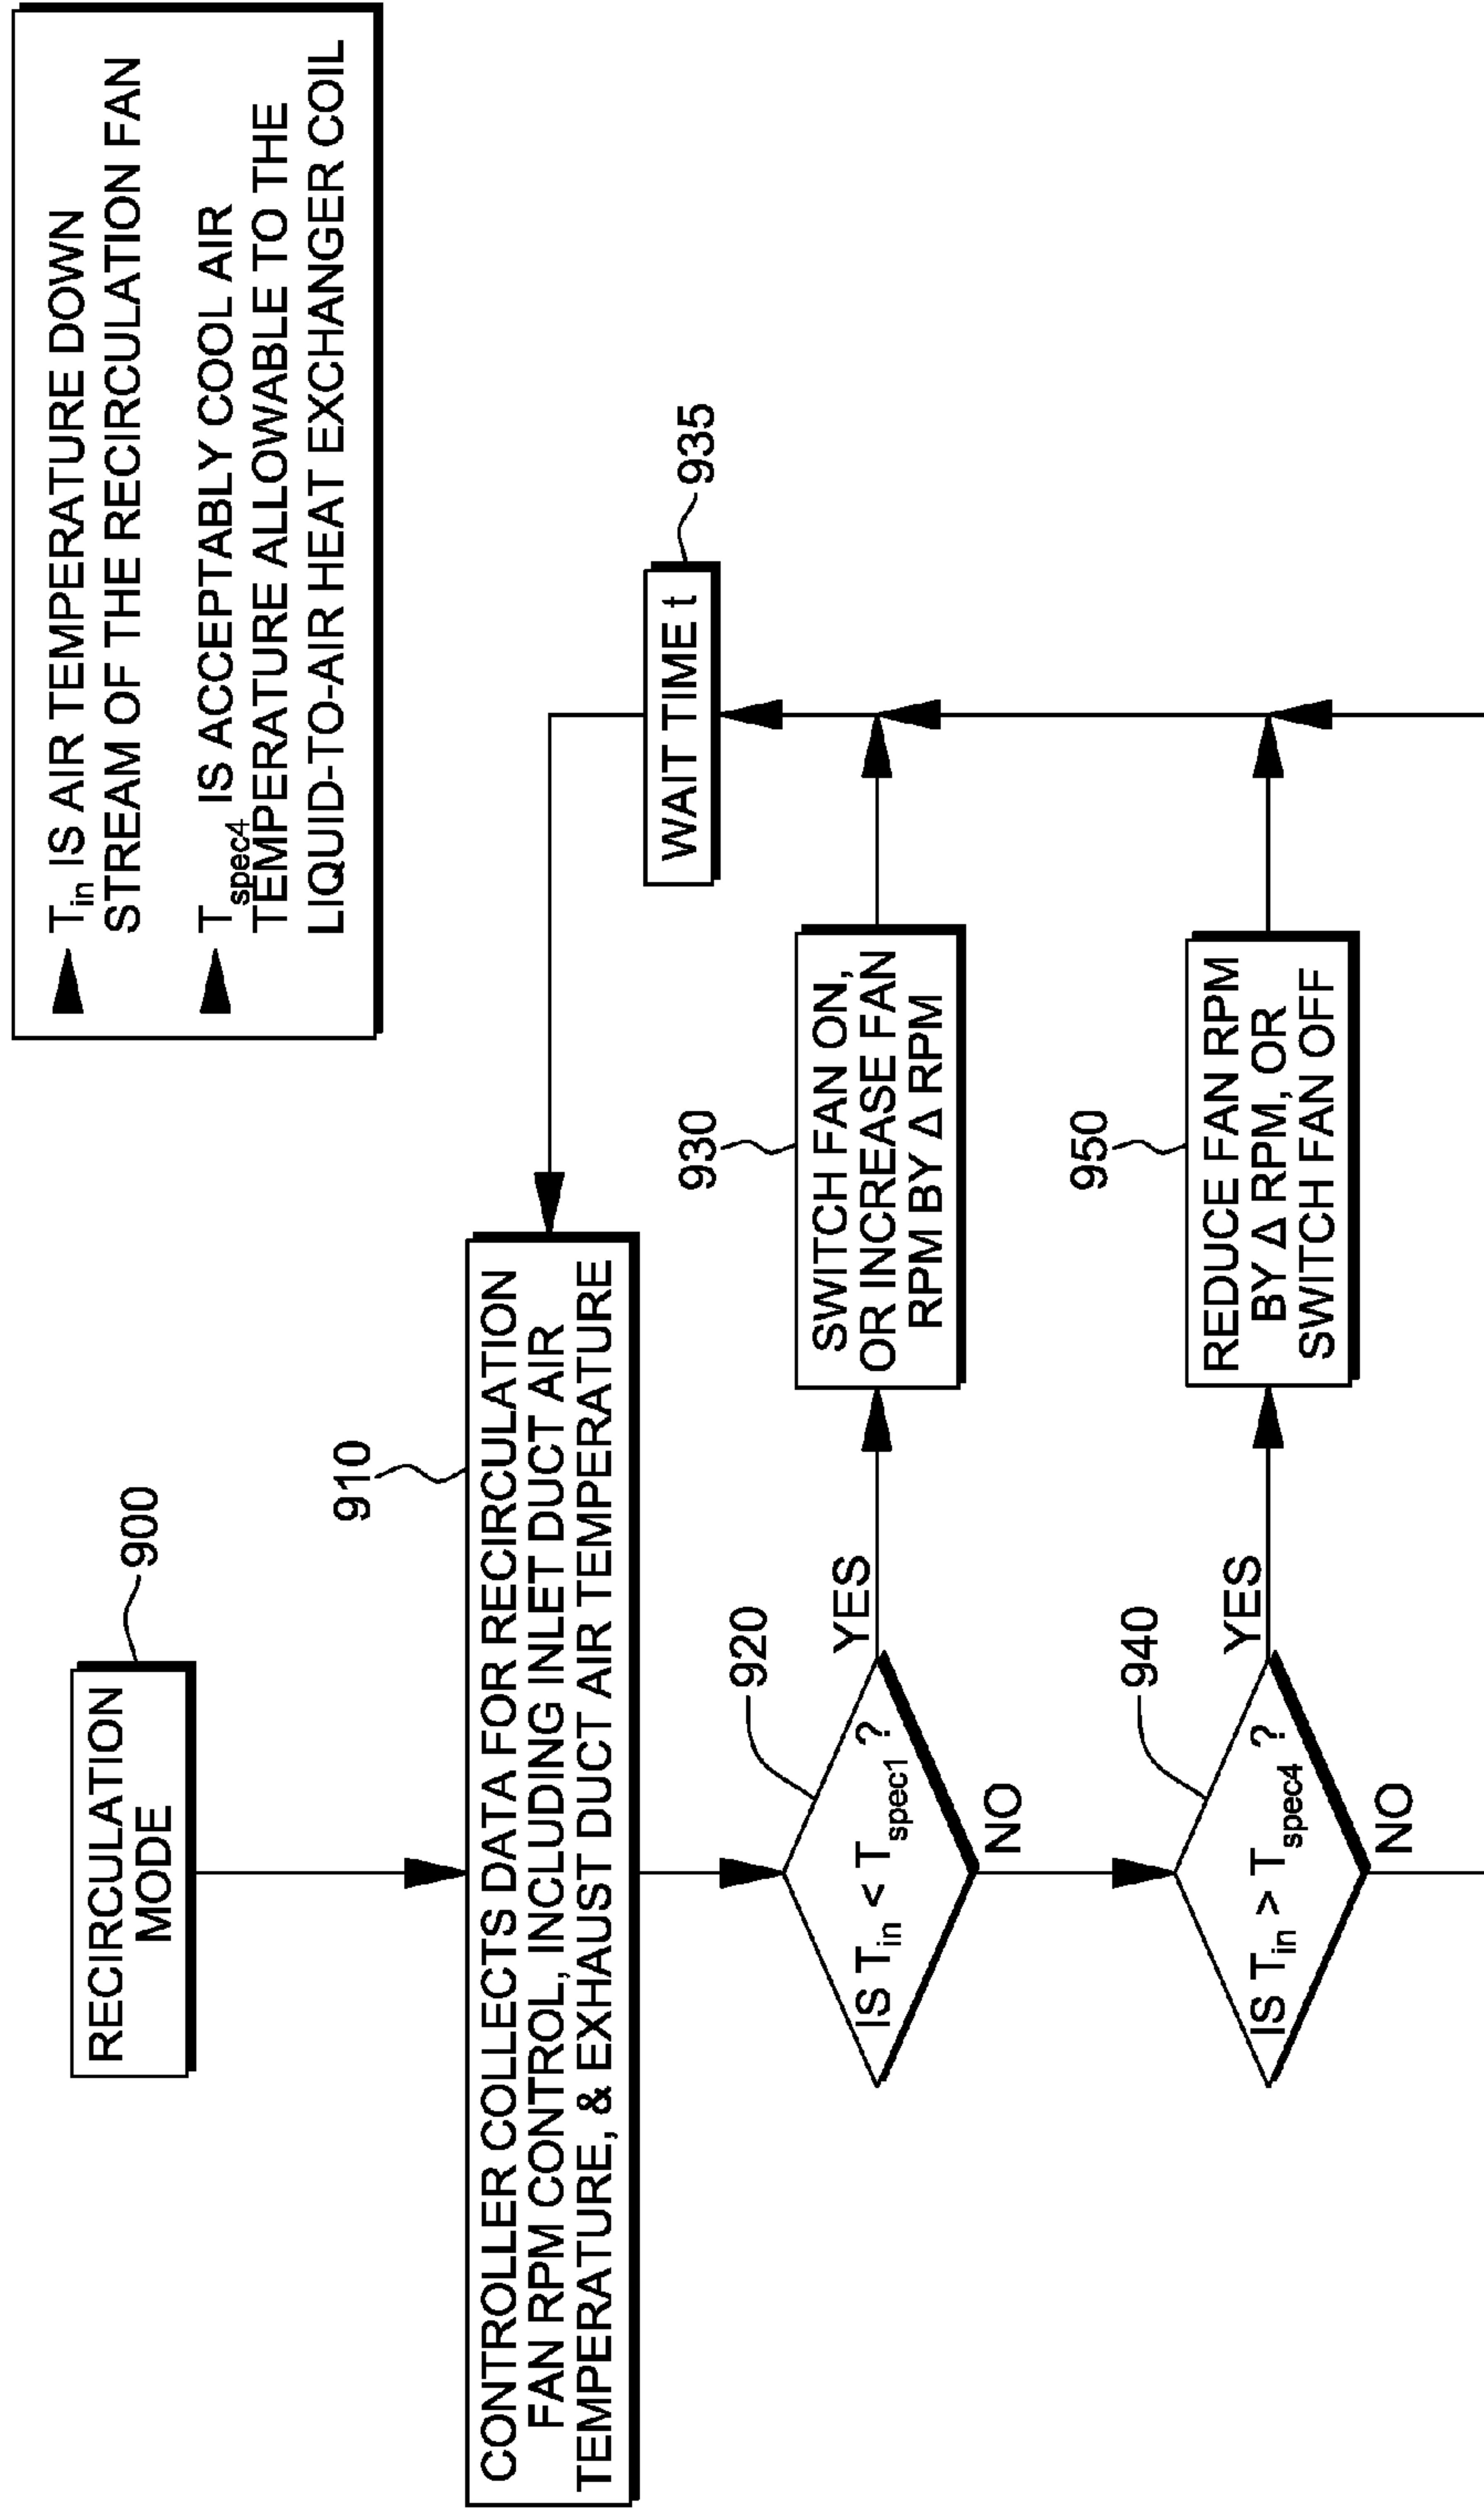 RECIRCULATION
MODE
900
T_in IS AIR TEMPERATURE DOWN
STREAM OF THE RECIRCULATION FAN
T_spec4 IS ACCEPTABLY COOL AIR
TEMPERATURE ALLOWABLE TO THE
LIQUID-TO-AIR HEAT EXCHANGER COIL
910
CONTROLLER COLLECTS DATA FOR RECIRCULATION
FAN RPM CONTROL, INCLUDING INLET DUCT AIR
TEMPERATURE, & EXHAUST DUCT AIR TEMPERATURE
920
IS T_in < T_spec1 ?
YES
NO
930
SWITCH FAN ON,
OR INCREASE FAN
RPM BY Δ RPM
WAIT TIME t
935
940
IS T_in > T_spec4 ?
YES
NO
950
REDUCE FAN RPM
BY Δ RPM, OR
SWITCH FAN OFF